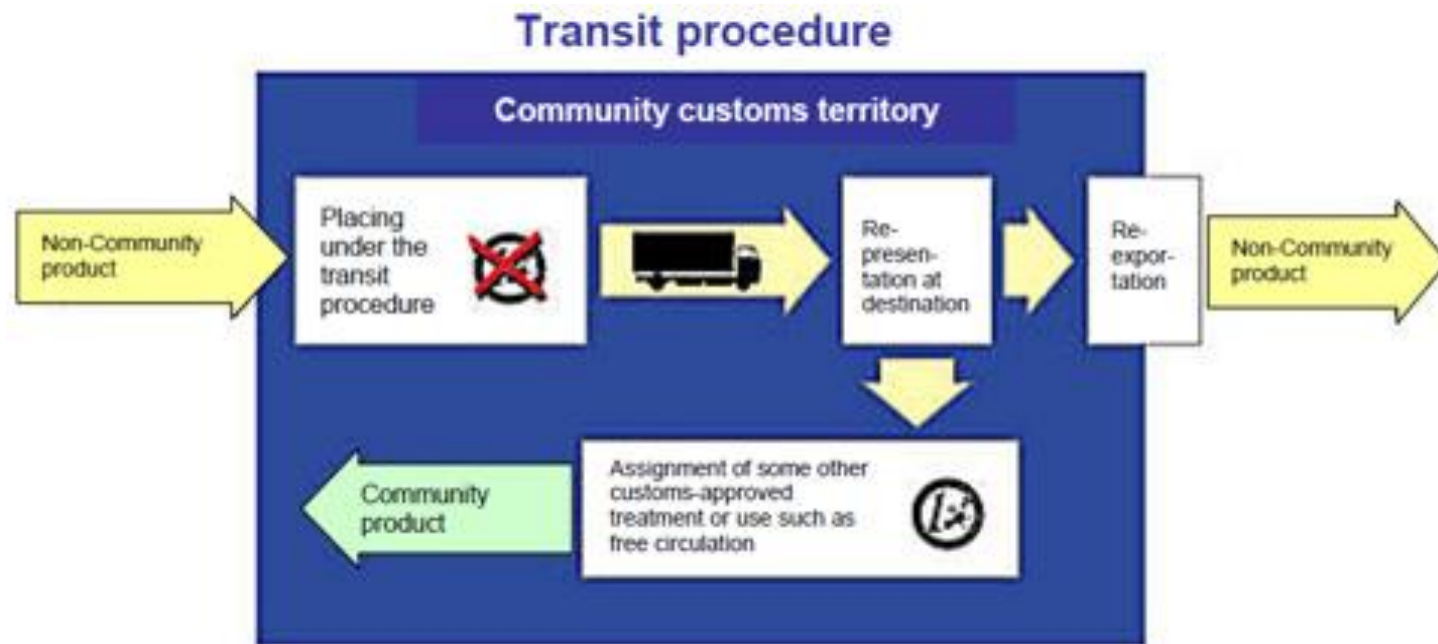 Transit procedure
Community customs territory
Non-Community
product
Placing
under the
transit
procedure
Re-
presen-
tation at
destination
Re-
expor-
tation
Non-Community
product
Community
product
Assignment of some other
customs-approved
treatment or use such as
free circulation